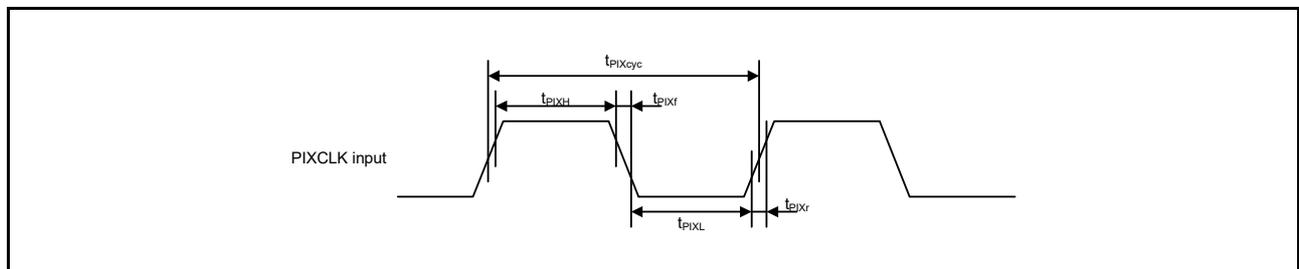 tPIXcyc
tPIXH
tPIXf
PIXCLK input
tPIXr
tPIXL